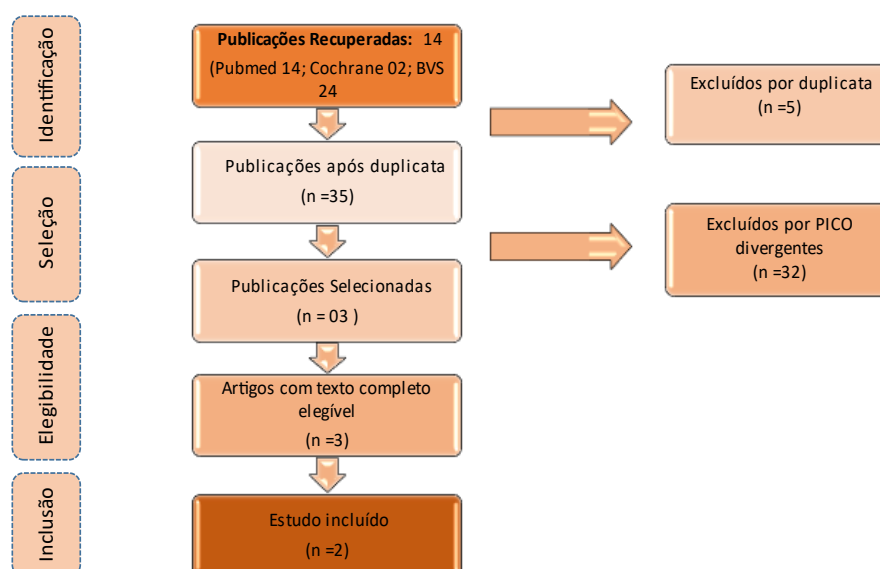 Identificação
Publicações Recuperadas: 14
(Pubmed 14; Cochrane 02; BVS
24
Excluídos por duplicata
(n =5)
Publicações após duplicata
(n =35)
Seleção
Excluídos por PICO
divergentes
(n =32)
Publicações Selecionadas
(n = 03 )
Elegibilidade
Artigos com texto completo
elegível
(n =3)
Inclusão
Estudo incluído
(n =2)